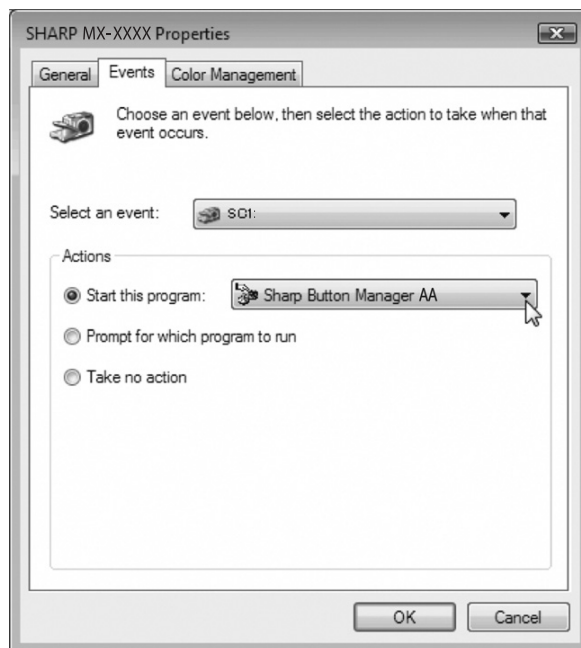 SHARP MX-XXXX Properties
General Events Color Management
Choose an event below, then select the action to take when that
event occurs.
Select an event: SC1:
Actions
Start this program: Sharp Button Manager AA
Prompt for which program to run
Take no action
OK Cancel